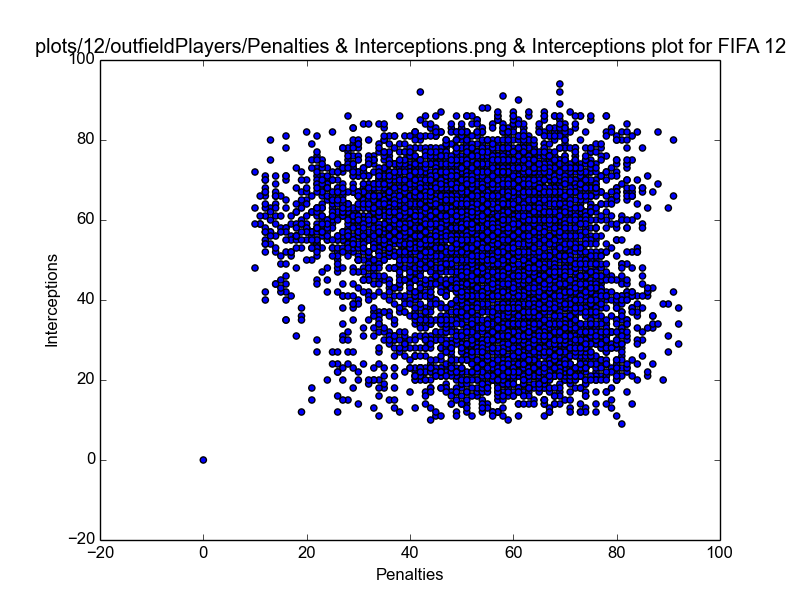 plots/12/outfieldPlayers/Penalties & Interceptions.png & Interceptions plot for FIFA 12
100
80
60
40
20
0
−20
−20 0 20 40 60 80 100
Interceptions
Penalties